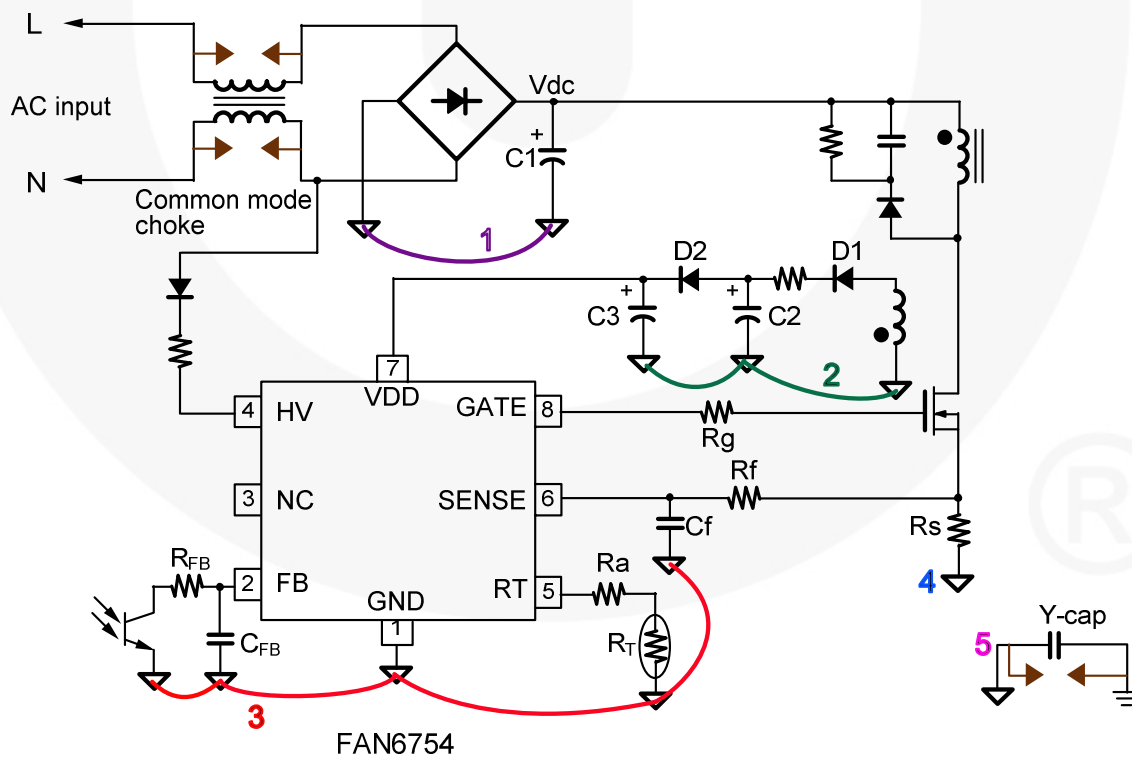 L
AC input
N
Common mode
choke
Vdc
+
C1
1
D2
D1
+
C3
+
C2
2
7
VDD
4
HV
GATE
8
Rg
3
NC
SENSE
6
Rf
Cf
Rs
RFB
2
FB
RT
5
Ra
GND
1
CFB
RT
4
Y-cap
5
3
FAN6754
®